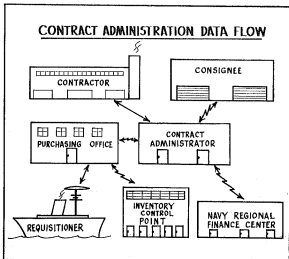 CONTRACT ADMINISTRATION DATA FLOW
CONTRACTOR
CONSIGNEE
PURCHASING OFFICE
CONTRACT
ADMINISTRATOR
REQUISITIONER
INVENTORY
CONTROL
POINT
NAVY REGIONAL
FINANCE CENTER